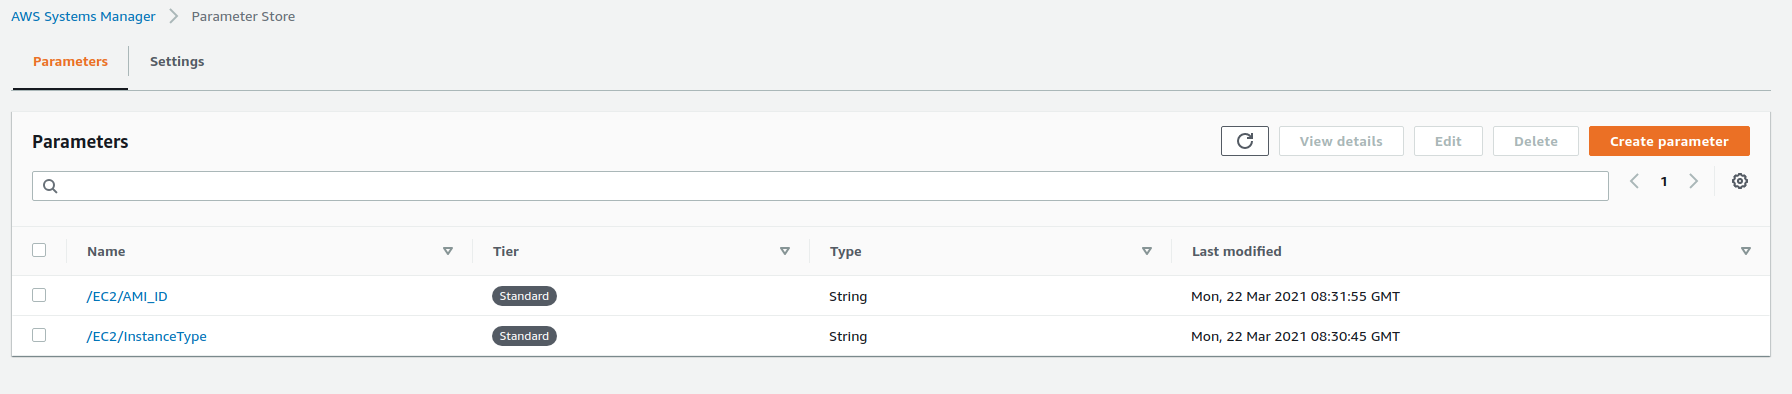 AWS Systems Manager Parameter Store
Parameters Settings
Parameters View details Edit Delete Create parameter
1
Name Tier Type Last modified
/EC2/AMI_ID Standard String Mon, 22 Mar 2021 08:31:55 GMT
/EC2/InstanceType Standard String Mon, 22 Mar 2021 08:30:45 GMT